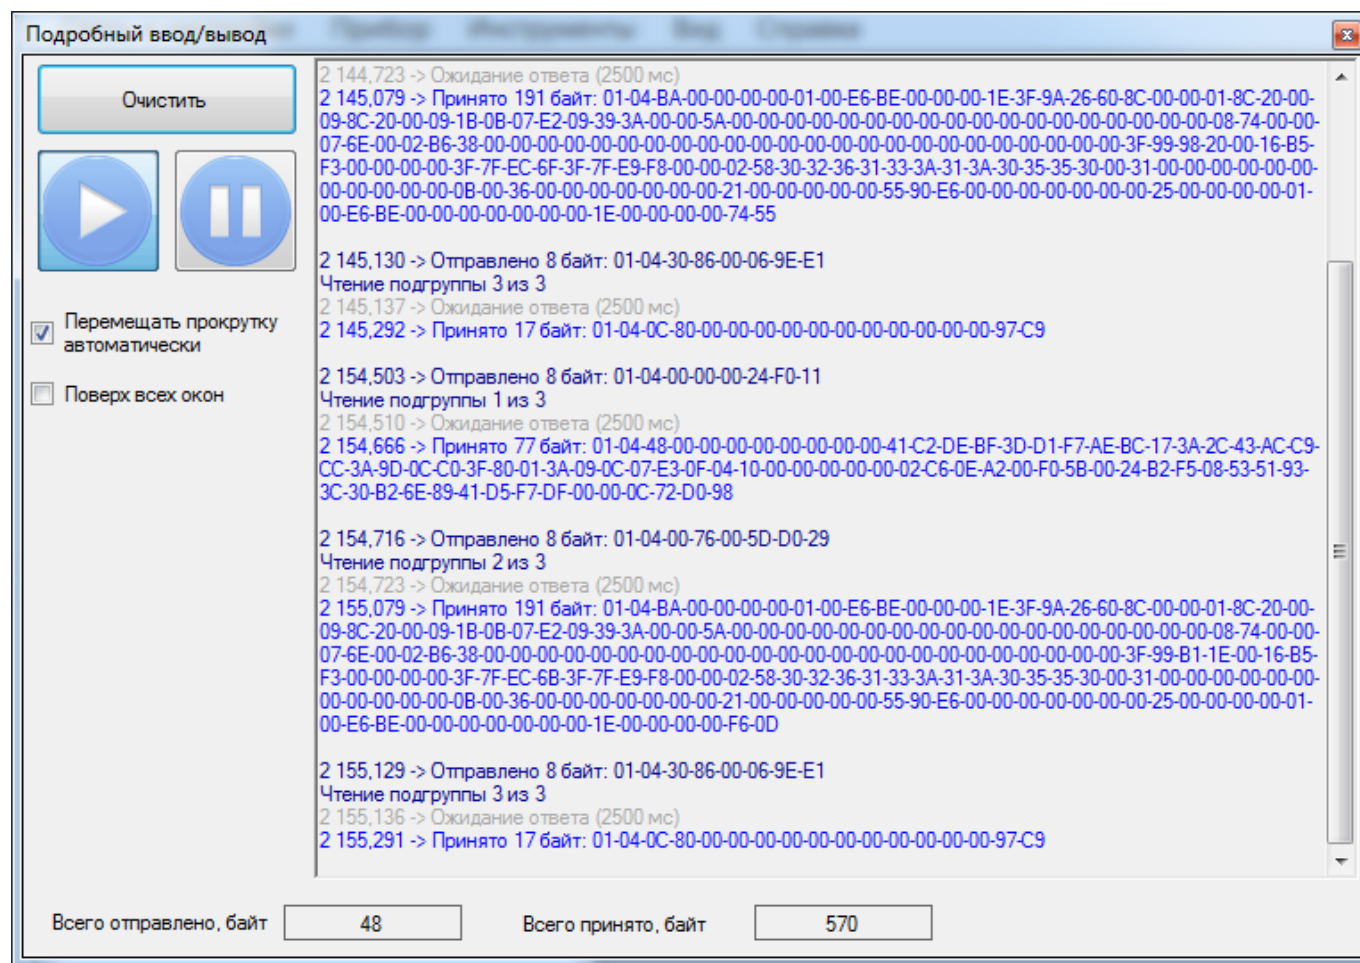 Прибор Инструменты Вид Справка
Подробный ввод/вывод
Очистить
Перемещать прокрутку
автоматически
Поверх всех окон
2 144,723 -> Ожидание ответа (2500 мс)
2 145,079 -> Принято 191 байт: 01-04-BA-00-00-00-00-01-00-E6-BE-00-00-00-1E-3F-9A-26-60-8C-00-00-01-8C-20-00-
09-8C-20-00-09-1B-0B-07-E2-09-39-3A-00-00-5A-00-00-00-00-00-00-00-00-00-00-00-00-00-00-00-00-00-08-74-00-00-
07-6E-00-02-B6-38-00-00-00-00-00-00-00-00-00-00-00-00-00-00-00-00-00-00-00-00-00-00-00-00-3F-99-98-20-00-16-B5-
F3-00-00-00-00-3F-7F-EC-6F-3F-7F-E9-F8-00-00-02-58-30-32-36-31-33-3A-31-3A-30-35-35-30-00-31-00-00-00-00-00-00-
00-00-00-00-00-0B-00-36-00-00-00-00-00-00-00-21-00-00-00-00-00-55-90-E6-00-00-00-00-00-00-00-25-00-00-00-00-01-
00-E6-BE-00-00-00-00-00-00-00-1E-00-00-00-00-74-55
2 145,130 -> Отправлено 8 байт: 01-04-30-86-00-06-9E-E1
Чтение подгруппы 3 из 3
2 145,137 -> Ожидание ответа (2500 мс)
2 145,292 -> Принято 17 байт: 01-04-0C-80-00-00-00-00-00-00-00-00-00-00-00-97-C9
2 154,503 -> Отправлено 8 байт: 01-04-00-00-00-24-F0-11
Чтение подгруппы 1 из 3
2 154,510 -> Ожидание ответа (2500 мс)
2 154,666 -> Принято 77 байт: 01-04-48-00-00-00-00-00-00-00-00-41-C2-DE-BF-3D-D1-F7-AE-BC-17-3A-2C-43-AC-C9-
CC-3A-9D-0C-C0-3F-80-01-3A-09-0C-07-E3-0F-04-10-00-00-00-00-00-02-C6-0E-A2-00-F0-5B-00-24-B2-F5-08-53-51-93-
3C-30-B2-6E-89-41-D5-F7-DF-00-00-0C-72-D0-98
2 154,716 -> Отправлено 8 байт: 01-04-00-76-00-5D-D0-29
Чтение подгруппы 2 из 3
2 154,723 -> Ожидание ответа (2500 мс)
2 155,079 -> Принято 191 байт: 01-04-BA-00-00-00-00-01-00-E6-BE-00-00-00-1E-3F-9A-26-60-8C-00-00-01-8C-20-00-
09-8C-20-00-09-1B-0B-07-E2-09-39-3A-00-00-5A-00-00-00-00-00-00-00-00-00-00-00-00-00-00-00-00-00-08-74-00-00-
07-6E-00-02-B6-38-00-00-00-00-00-00-00-00-00-00-00-00-00-00-00-00-00-00-00-00-00-00-00-00-3F-99-B1-1E-00-16-B5-
F3-00-00-00-00-3F-7F-EC-6B-3F-7F-E9-F8-00-00-02-58-30-32-36-31-33-3A-31-3A-30-35-35-30-00-31-00-00-00-00-00-00-
00-00-00-00-00-0B-00-36-00-00-00-00-00-00-00-21-00-00-00-00-00-55-90-E6-00-00-00-00-00-00-00-25-00-00-00-00-01-
00-E6-BE-00-00-00-00-00-00-00-1E-00-00-00-00-F6-0D
2 155,129 -> Отправлено 8 байт: 01-04-30-86-00-06-9E-E1
Чтение подгруппы 3 из 3
2 155,136 -> Ожидание ответа (2500 мс)
2 155,291 -> Принято 17 байт: 01-04-0C-80-00-00-00-00-00-00-00-00-00-00-00-97-C9
Всего отправлено, байт 48 Всего принято, байт 570